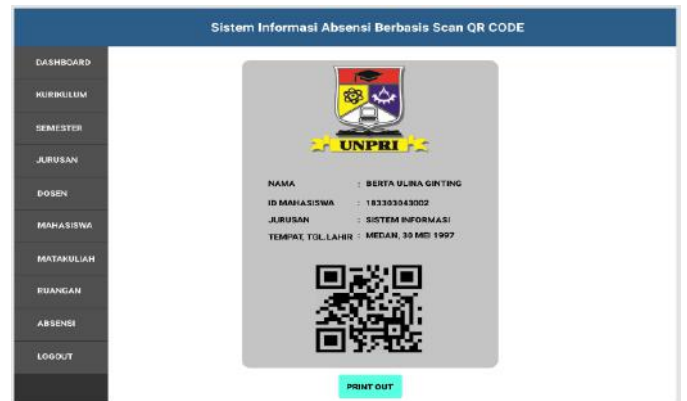 Sistem Informasi Absensi Berbasis Scan QR CODE
DASHBOARD
KURIKULUM
SEMESTER
JURUSAN
DOSEN
MAHASISWA
MATAKULIAH
RUANGAN
ABSENSI
LOGOUT
UNPRI
NAMA : BERTA ULINA GINTING
ID MAHASISWA : 183303043002
JURUSAN : SISTEM INFORMASI
TEMPAT, TGL.LAHIR : MEDAN, 30 MEI 1997
PRINT OUT